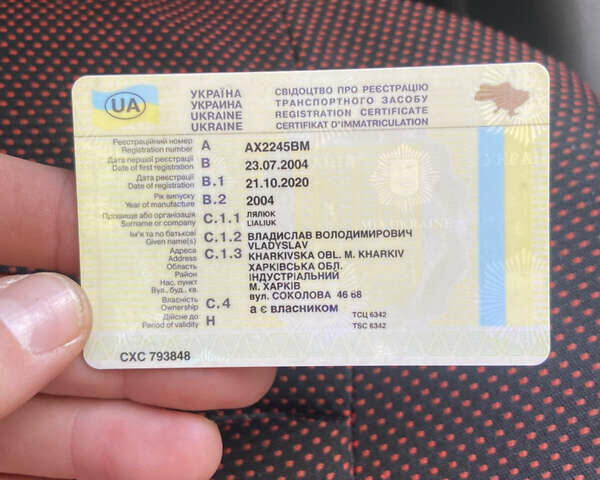 UA
УКРАЇНА СВІДОЦТВО ПРО РЕЄСТРАЦІЮ
УКРАИНА ТРАНСПОРТНОГО ЗАСОБУ
UKRAINE REGISTRATION CERTIFICATE
UKRAINE CERTIFIKAT D'IMMATRICULATION
Реєстраційний номер
Registration number A AX2245BM
Дата першої реєстрації
Date of first registration B 23.07.2004
Дата реєстрації
Date of registration B.1 21.10.2020
Рік випуску
Year of manufacture B.2 2004
Прізвище або організація C.1.1 ЛЯЛЮК
Surname or company LIALIUK
Ім'я та по батькові C.1.2 ВЛАДИСЛАВ ВОЛОДИМИРОВИЧ
Given name(s) VLADYSLAV
Адреса C.1.3 KHARKIVSKA OBL. M. KHARKIV
Address
Область ХАРКІВСЬКА ОБЛ.
Район ІНДУСТРІАЛЬНИЙ
Нас. пункт М. ХАРКІВ
Вул., буд., кв. вул. СОКОЛОВА 46 68
Власність C.4 а є власником
Ownership
Дійсне до H ТСЦ 6342
Period of validity TSC 6342
СХС 793848